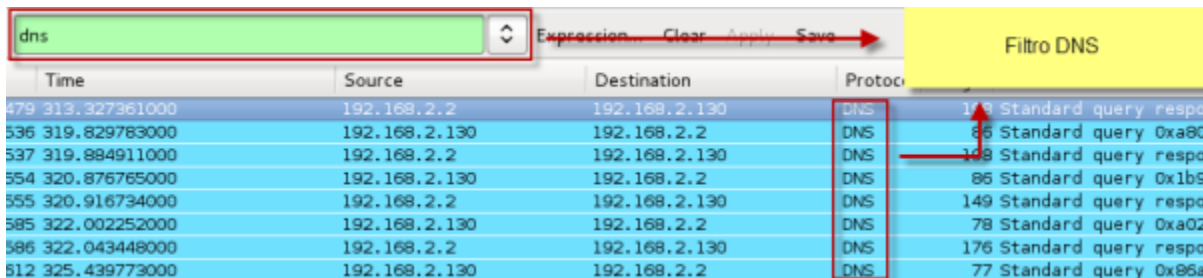 dns Expression... Clear Apply Save
Filtro DNS
Time Source Destination Protoc
479 313.327361000 192.168.2.2 192.168.2.130 DNS Standard query respo
536 319.829783000 192.168.2.130 192.168.2.2 DNS 86 Standard query 0xa80
537 319.884911000 192.168.2.2 192.168.2.130 DNS 198 Standard query respo
554 320.876765000 192.168.2.130 192.168.2.2 DNS 86 Standard query 0x1b9
555 320.916734000 192.168.2.2 192.168.2.130 DNS 149 Standard query respo
585 322.002252000 192.168.2.130 192.168.2.2 DNS 78 Standard query 0xa02
586 322.043448000 192.168.2.2 192.168.2.130 DNS 176 Standard query respo
612 325.439773000 192.168.2.130 192.168.2.2 DNS 77 Standard query 0x86